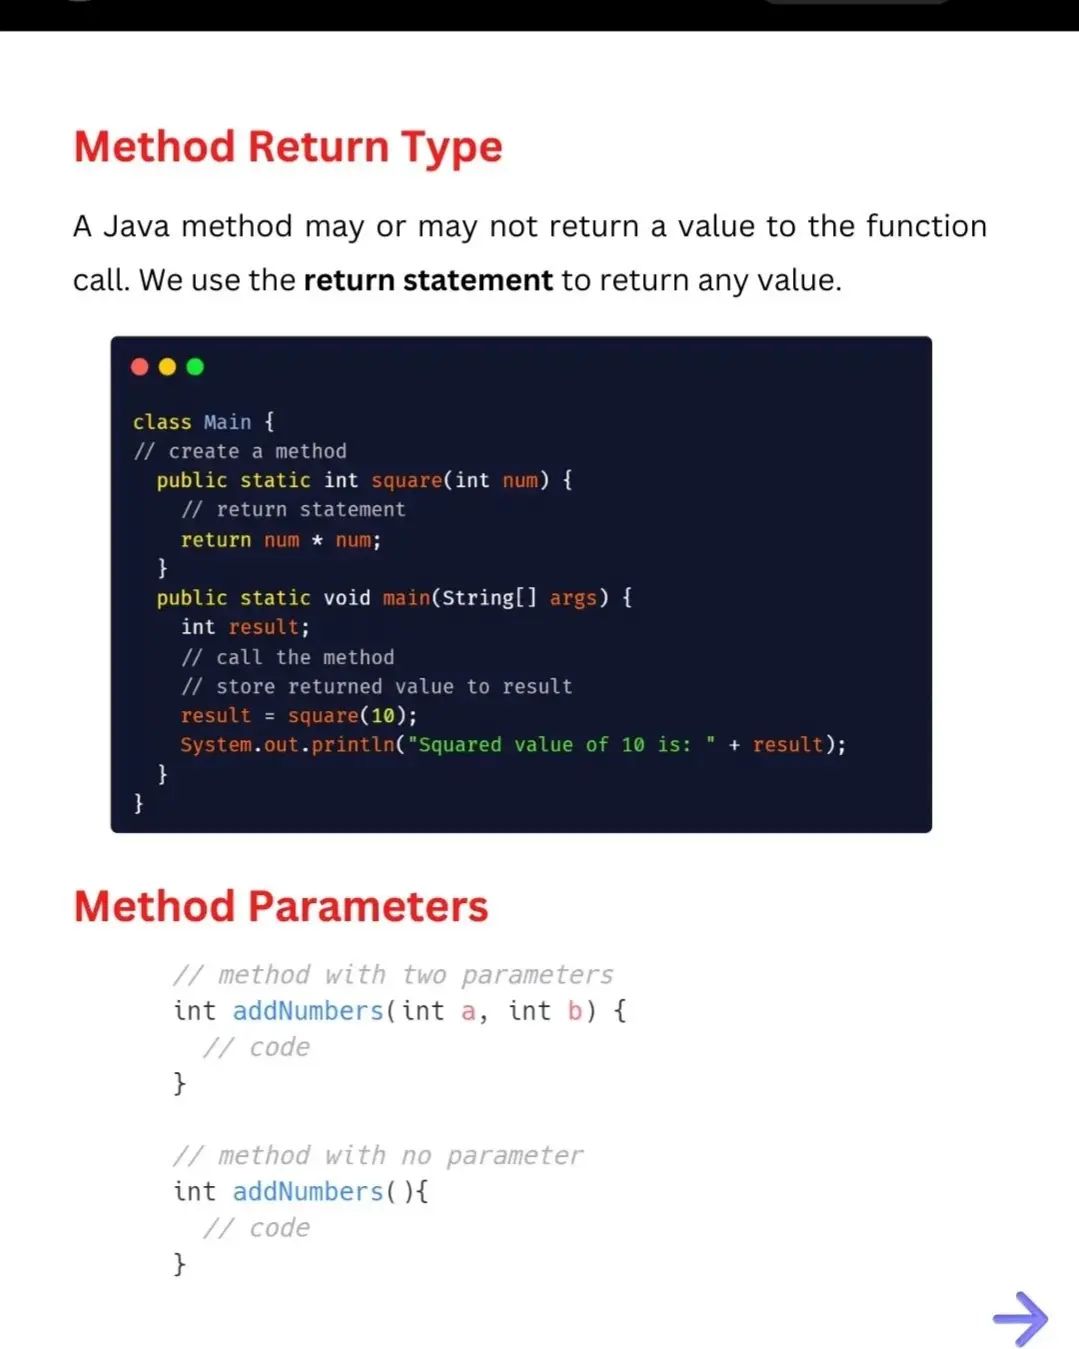 Method Return Type
A Java method may or may not return a value to the function
call. We use the return statement to return any value.
class Main {
// create a method
public static int square(int num) {
// return statement
return num * num;
}
public static void main(String[] args) {
int result;
// call the method
// store returned value to result
result = square(10);
System.out.println("Squared value of 10 is: " + result);
}
}
Method Parameters
// method with two parameters
int addNumbers(int a, int b) {
// code
}
// method with no parameter
int addNumbers(){
// code
}